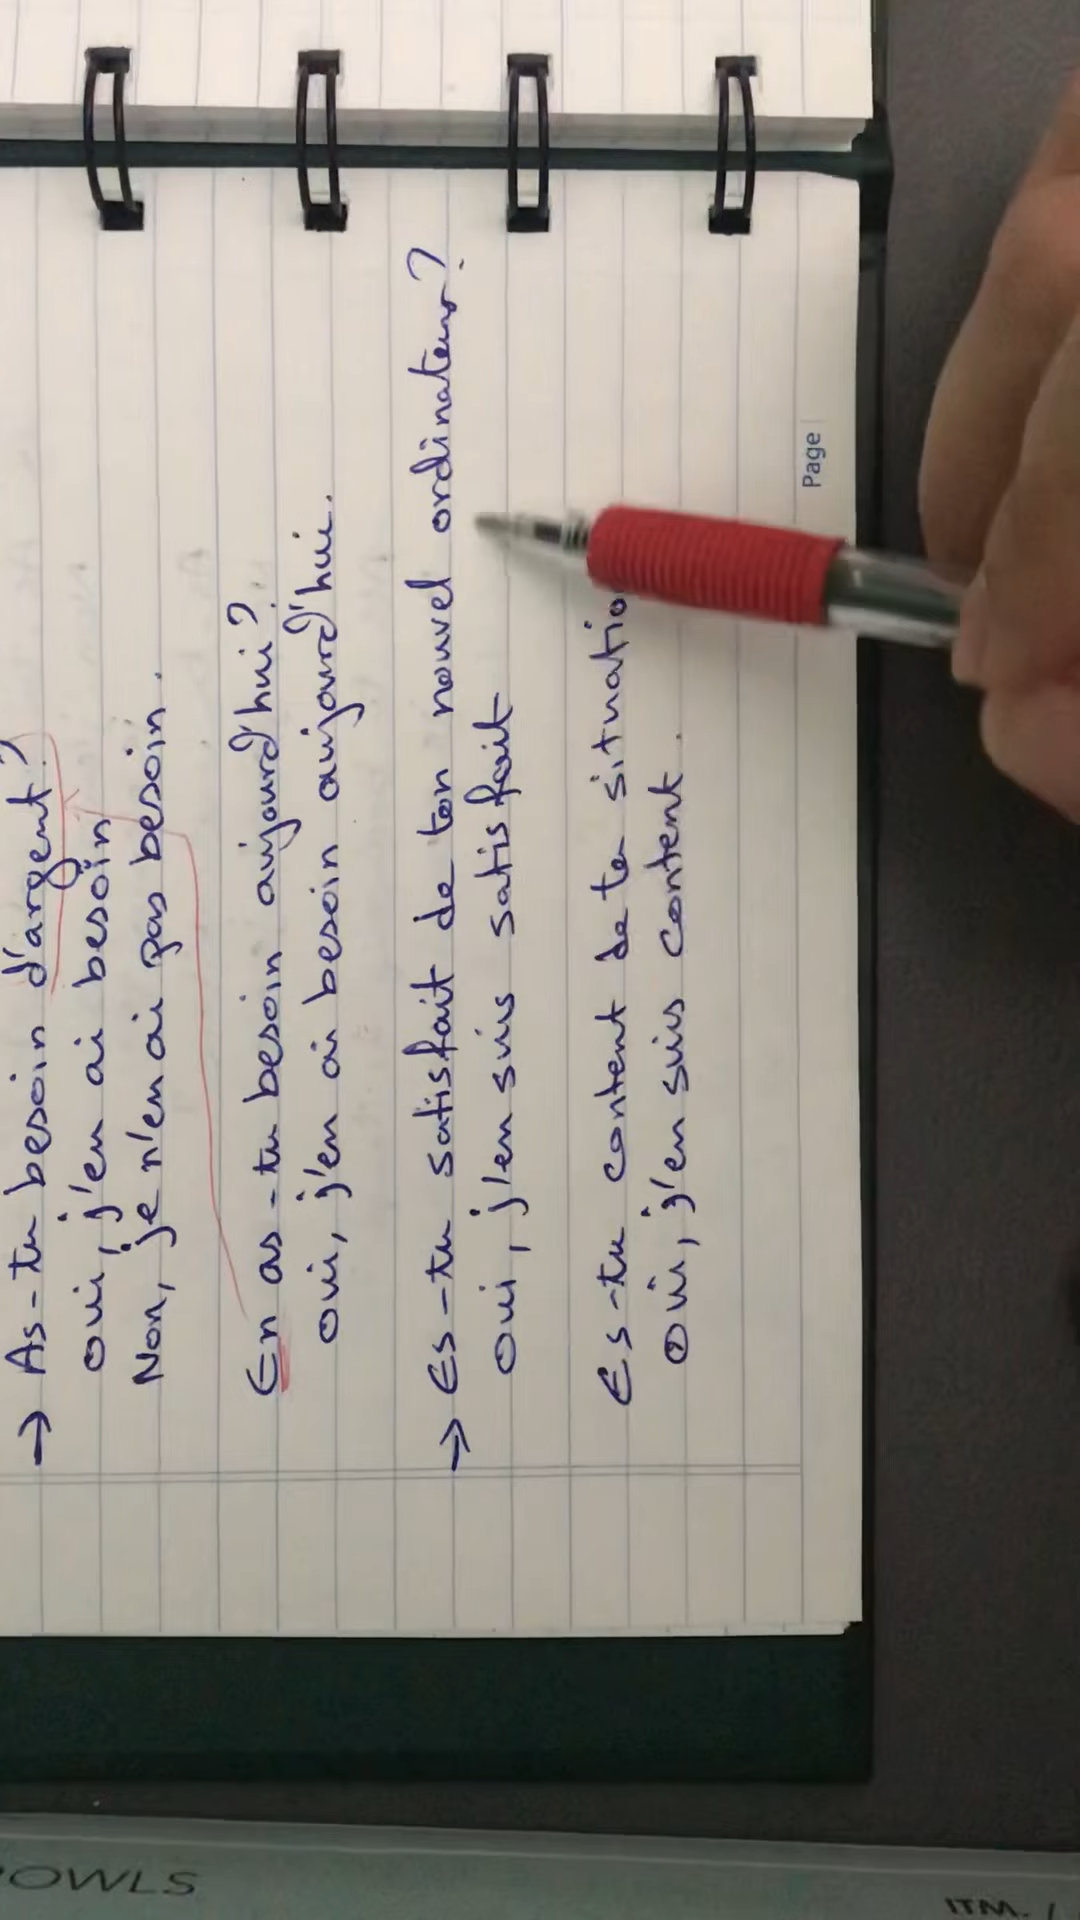 → As-tu besoin d'argent?
Oui, j'en ai besoin
Non, je n'en ai pas besoin.
En as-tu besoin aujourd'hui?
Oui, j'en ai besoin aujourd'hui.
→ Es-tu satisfait de ton nouvel ordinateur?
Oui, j'en suis satisfait
Es-tu content de ta
Oui, j'en suis content.
Page
OWLS
ITM.